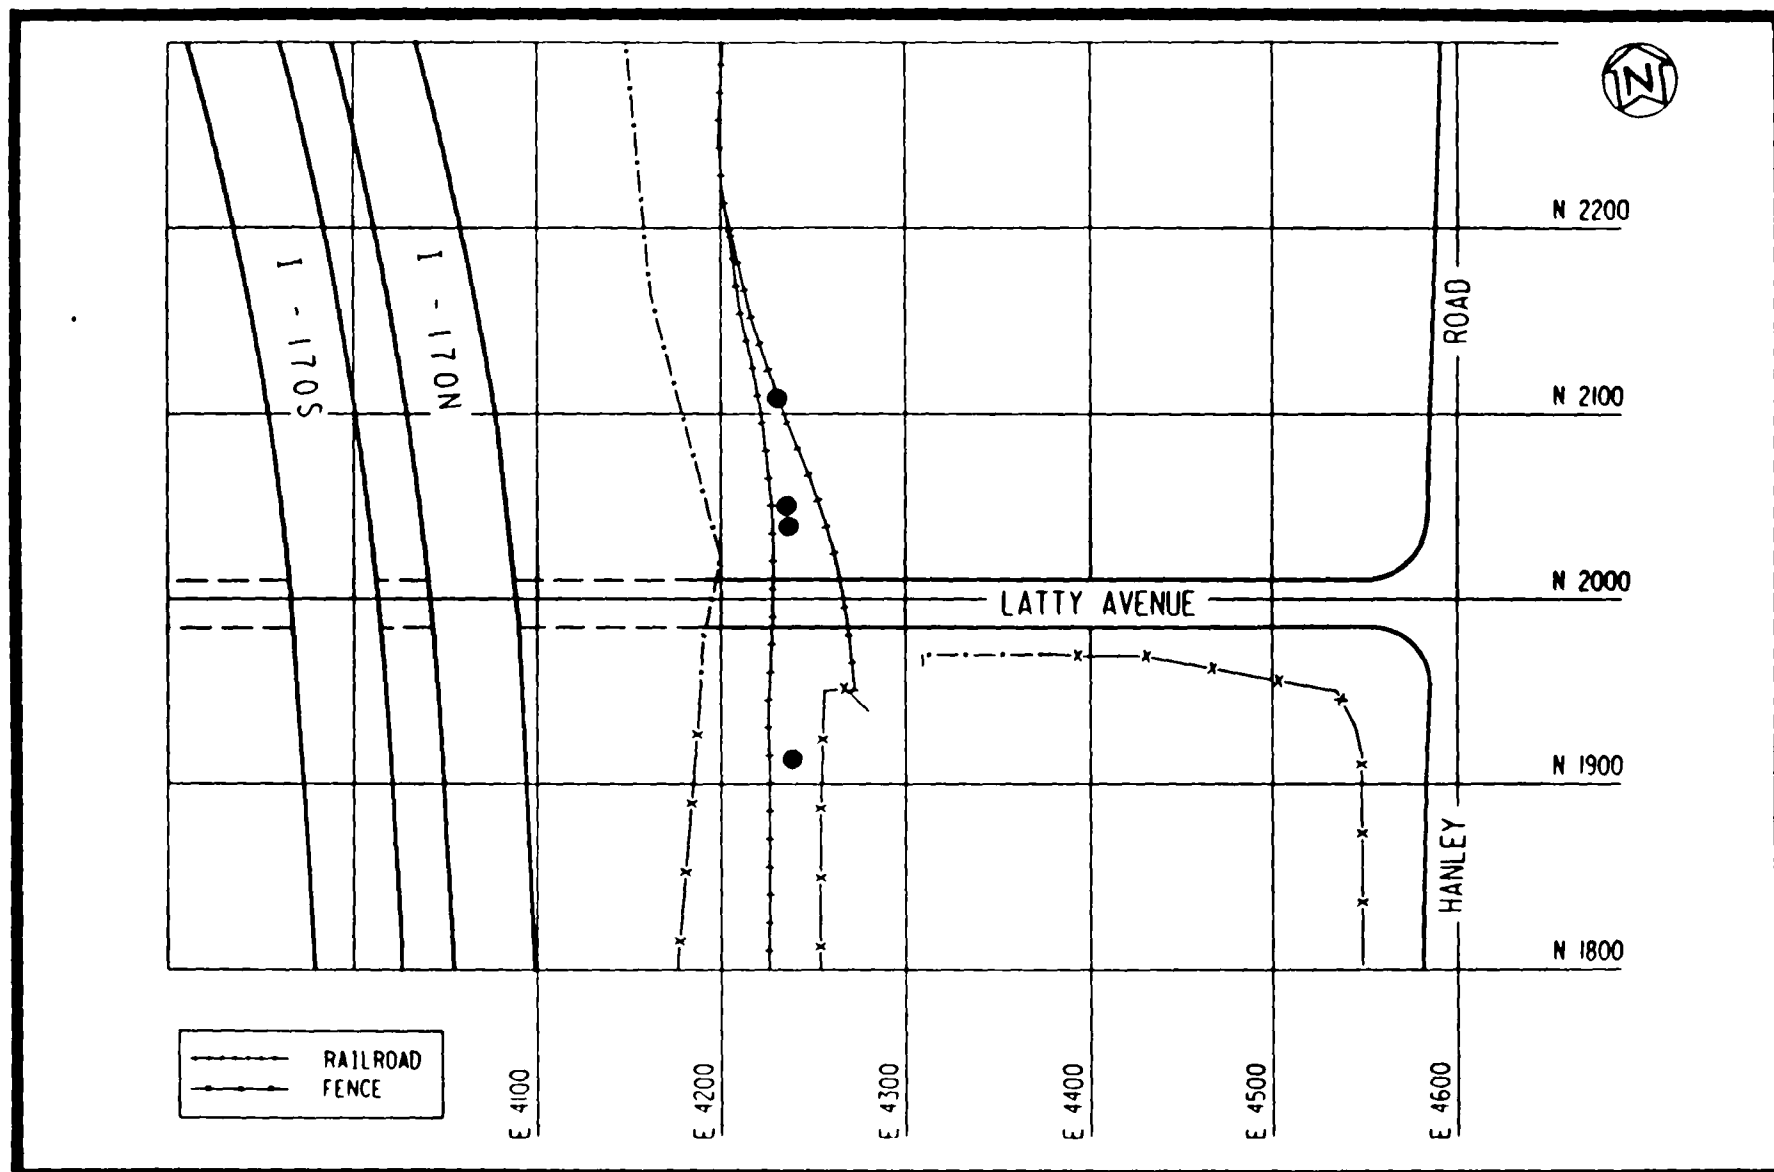 N
N 2200
I - 170S
I - 170N
ROAD
N 2100
N 2000
LATTY AVENUE
N 1900
HANLEY
N 1800
RAILROAD
FENCE
E 4100
E 4200
E 4300
E 4400
E 4500
E 4600